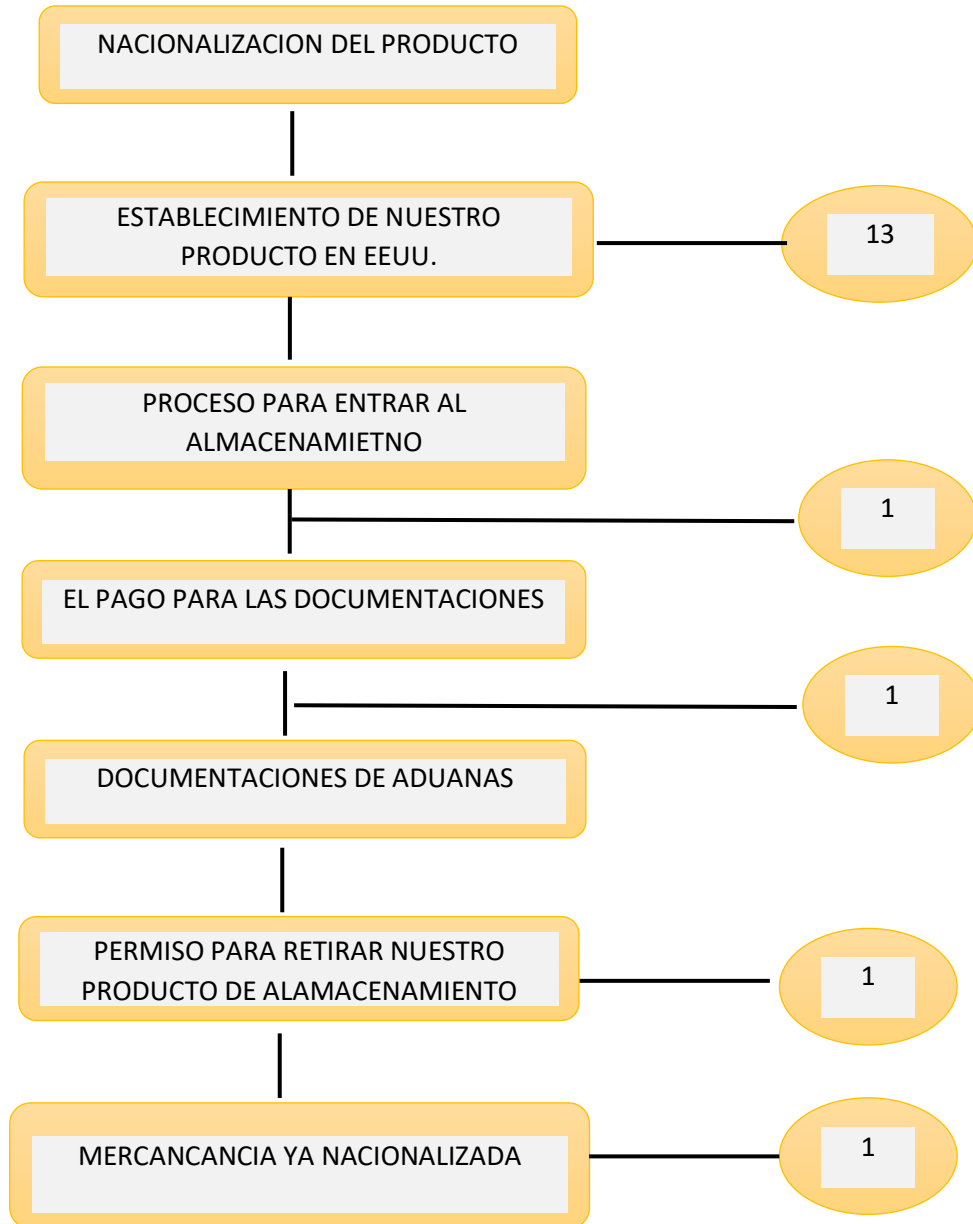 NACIONALIZACION DEL PRODUCTO
ESTABLECIMIENTO DE NUESTRO
PRODUCTO EN EEUU.
13
PROCESO PARA ENTRAR AL
ALMACENAMIETNO
1
EL PAGO PARA LAS DOCUMENTACIONES
1
DOCUMENTACIONES DE ADUANAS
PERMISO PARA RETIRAR NUESTRO
PRODUCTO DE ALAMACENAMIENTO
1
MERCANCANCIA YA NACIONALIZADA
1